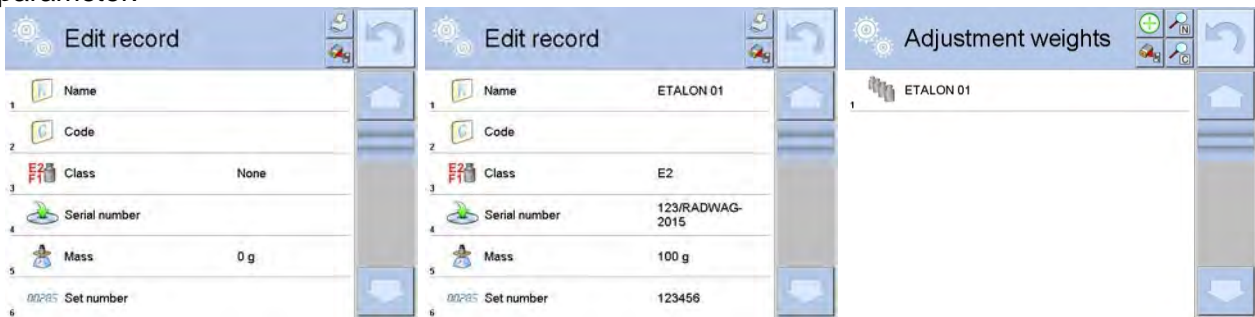 parameter.
Edit record
1 Name
2 Code
3 Class None
4 Serial number
5 Mass 0 g
6 Set number
Edit record
1 Name ETALON 01
2 Code
3 Class E2
4 Serial number 123/RADWAG-
2015
5 Mass 100 g
6 Set number 123456
Adjustment weights
N
C
1 ETALON 01